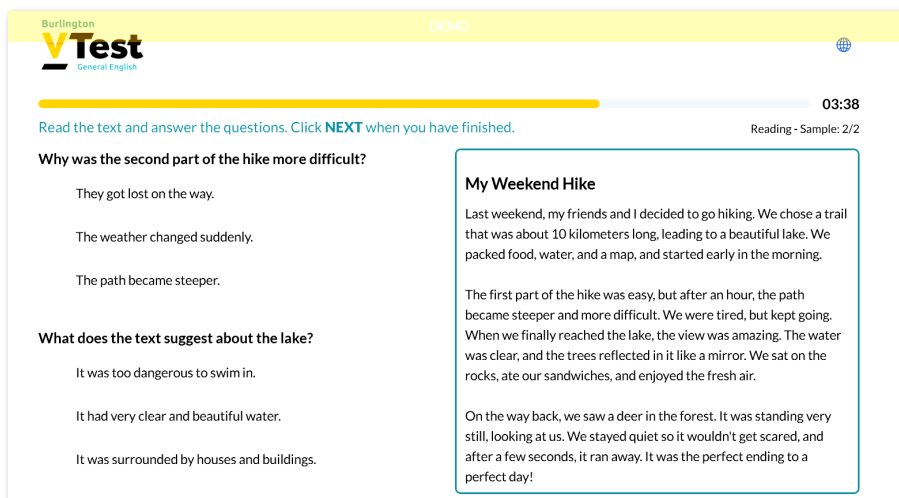 DEMO
Burlington
VTest
General English
03:38
Read the text and answer the questions. Click NEXT when you have finished.
Reading - Sample: 2/2
Why was the second part of the hike more difficult?
They got lost on the way.
The weather changed suddenly.
The path became steeper.
What does the text suggest about the lake?
It was too dangerous to swim in.
It had very clear and beautiful water.
It was surrounded by houses and buildings.
My Weekend Hike
Last weekend, my friends and I decided to go hiking. We chose a trail
that was about 10 kilometers long, leading to a beautiful lake. We
packed food, water, and a map, and started early in the morning.
The first part of the hike was easy, but after an hour, the path
became steeper and more difficult. We were tired, but kept going.
When we finally reached the lake, the view was amazing. The water
was clear, and the trees reflected in it like a mirror. We sat on the
rocks, ate our sandwiches, and enjoyed the fresh air.
On the way back, we saw a deer in the forest. It was standing very
still, looking at us. We stayed quiet so it wouldn't get scared, and
after a few seconds, it ran away. It was the perfect ending to a
perfect day!